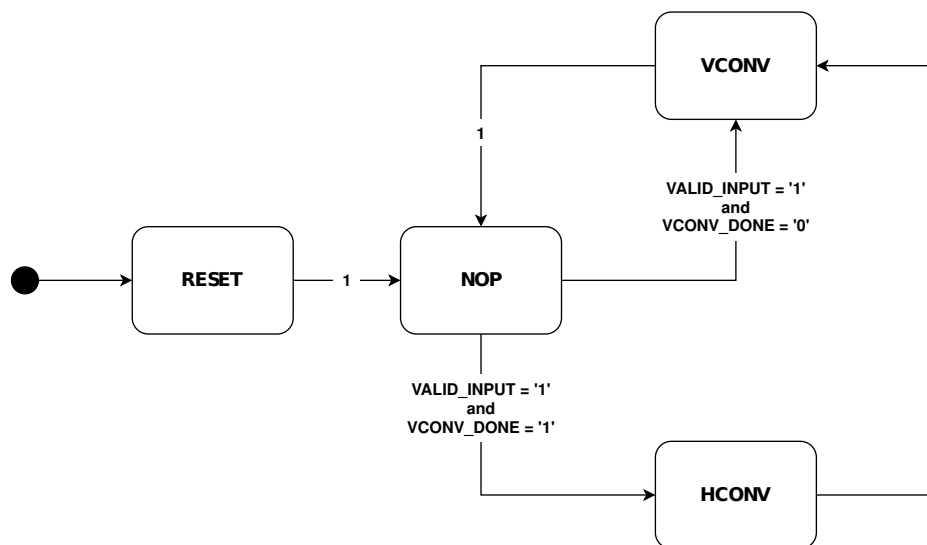 VCONV
1
VALID_INPUT = '1'
and
VCONV_DONE = '0'
RESET
1
NOP
VALID_INPUT = '1'
and
VCONV_DONE = '1'
HCONV